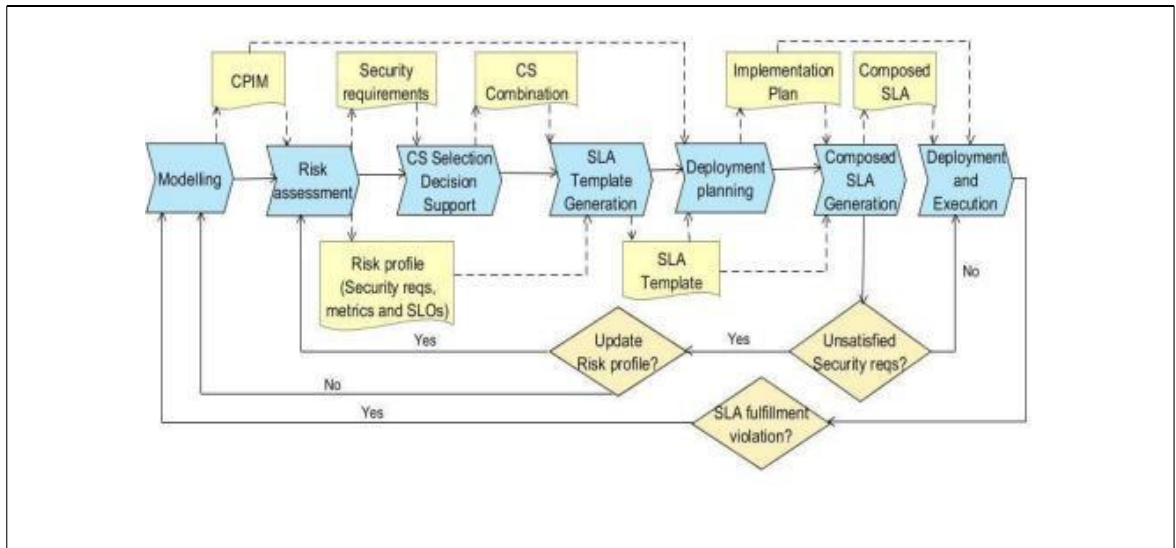 CPIM
Security
requirements
CS
Combination
Implementation
Plan
Composed
SLA
Modelling
Risk
assessment
CS Selection
Decision
Support
SLA
Template
Generation
Deployment
planning
Composed
SLA
Generation
Deployment
and
Execution
Risk profile
(Security reqs,
metrics and SLOs)
SLA
Template
No
Yes
Update
Risk profile?
Yes
Unsatisfied
Security reqs?
No
Yes
SLA fulfillment
violation?